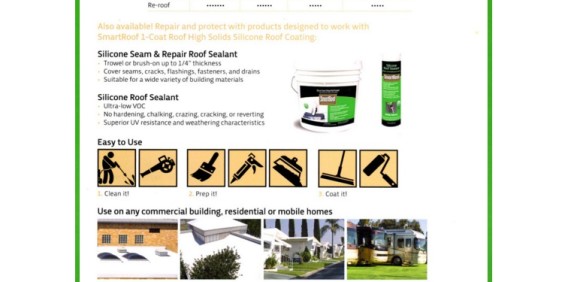 Re-roof
Also available! Repair and protect with products designed to work with
SmartRoof 1-Coat Roof High Solids Silicone Roof Coating:
Silicone Seam & Repair Roof Sealant
· Trowel or brush-on up to 1/4" thickness
· Cover seams, cracks, flashings, fasteners, and drains
· Suitable for a wide variety of building materials
Silicone Roof Sealant
· Ultra-low VOC
· No hardening, chalking, crazing, cracking, or reverting
· Superior UV resistance and weathering characteristics
Easy to Use
1. Clean it!
2. Prep it!
3. Coat it!
Use on any commercial building, residential or mobile homes